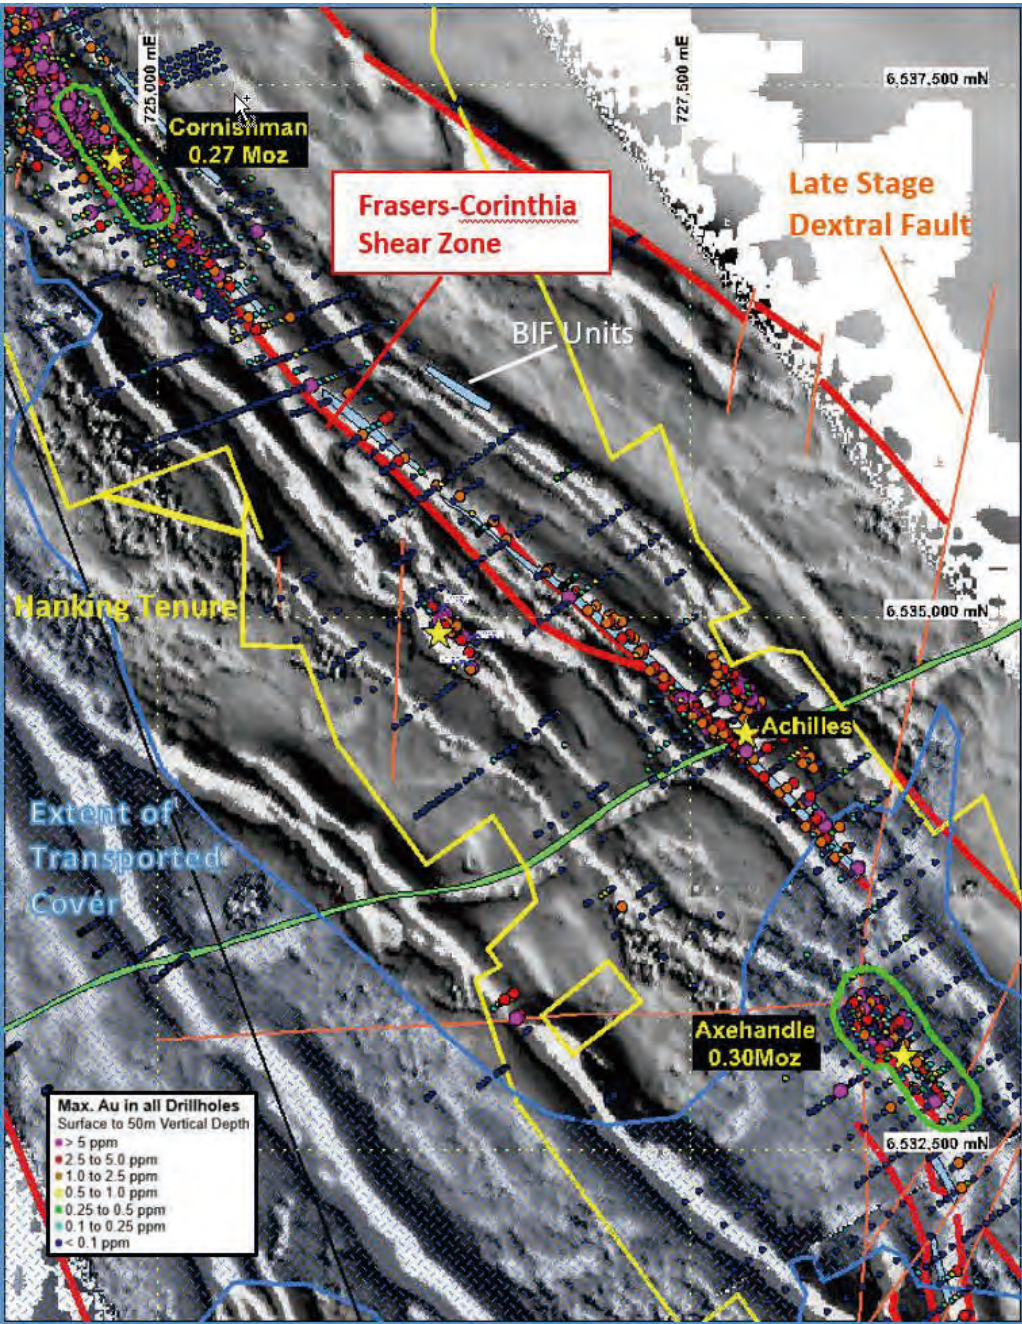 725,000 mE
727,500 mE
6,537,500 mN
Cornishman
0.27 Moz
Frasers-Corinthia
Shear Zone
Late Stage
Dextral Fault
BIF Units
Hanking Tenure
6,535,000 mN
Achilles
Extent of
Transported
Cover
Axehandle
0.30Moz
6,532,500 mN
Max. Au in all Drillholes
Surface to 50m Vertical Depth
> 5 ppm
2.5 to 5.0 ppm
1.0 to 2.5 ppm
0.5 to 1.0 ppm
0.25 to 0.5 ppm
0.1 to 0.25 ppm
< 0.1 ppm